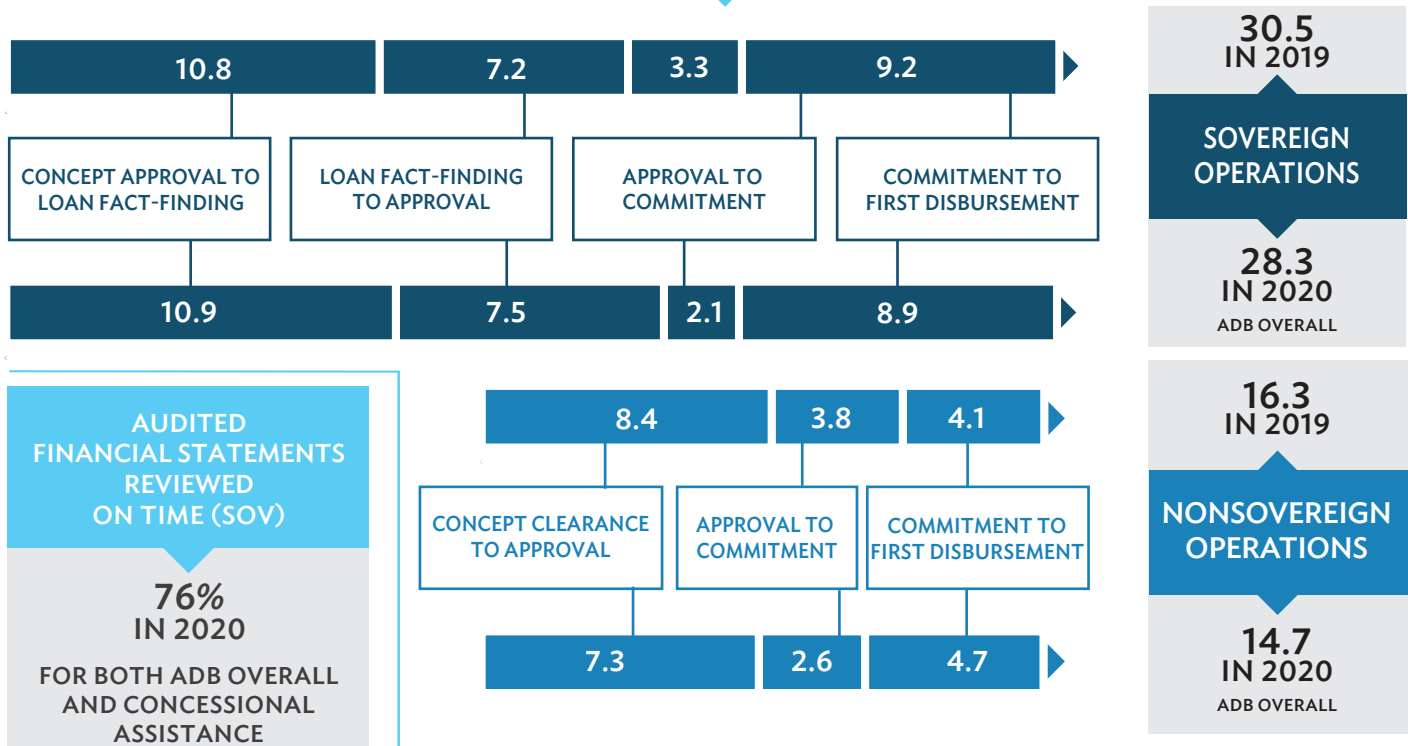 10.8 7.2 3.3 9.2
CONCEPT APPROVAL TO
LOAN FACT-FINDING
LOAN FACT-FINDING
TO APPROVAL
APPROVAL TO
COMMITMENT
COMMITMENT TO
FIRST DISBURSEMENT
10.9 7.5 2.1 8.9
30.5
IN 2019
SOVEREIGN
OPERATIONS
28.3
IN 2020
ADB OVERALL
AUDITED
FINANCIAL STATEMENTS
REVIEWED
ON TIME (SOV)
76%
IN 2020
FOR BOTH ADB OVERALL
AND CONCESSIONAL
ASSISTANCE
8.4 3.8 4.1
CONCEPT CLEARANCE
TO APPROVAL
APPROVAL TO
COMMITMENT
COMMITMENT TO
FIRST DISBURSEMENT
7.3 2.6 4.7
16.3
IN 2019
NONSOVEREIGN
OPERATIONS
14.7
IN 2020
ADB OVERALL